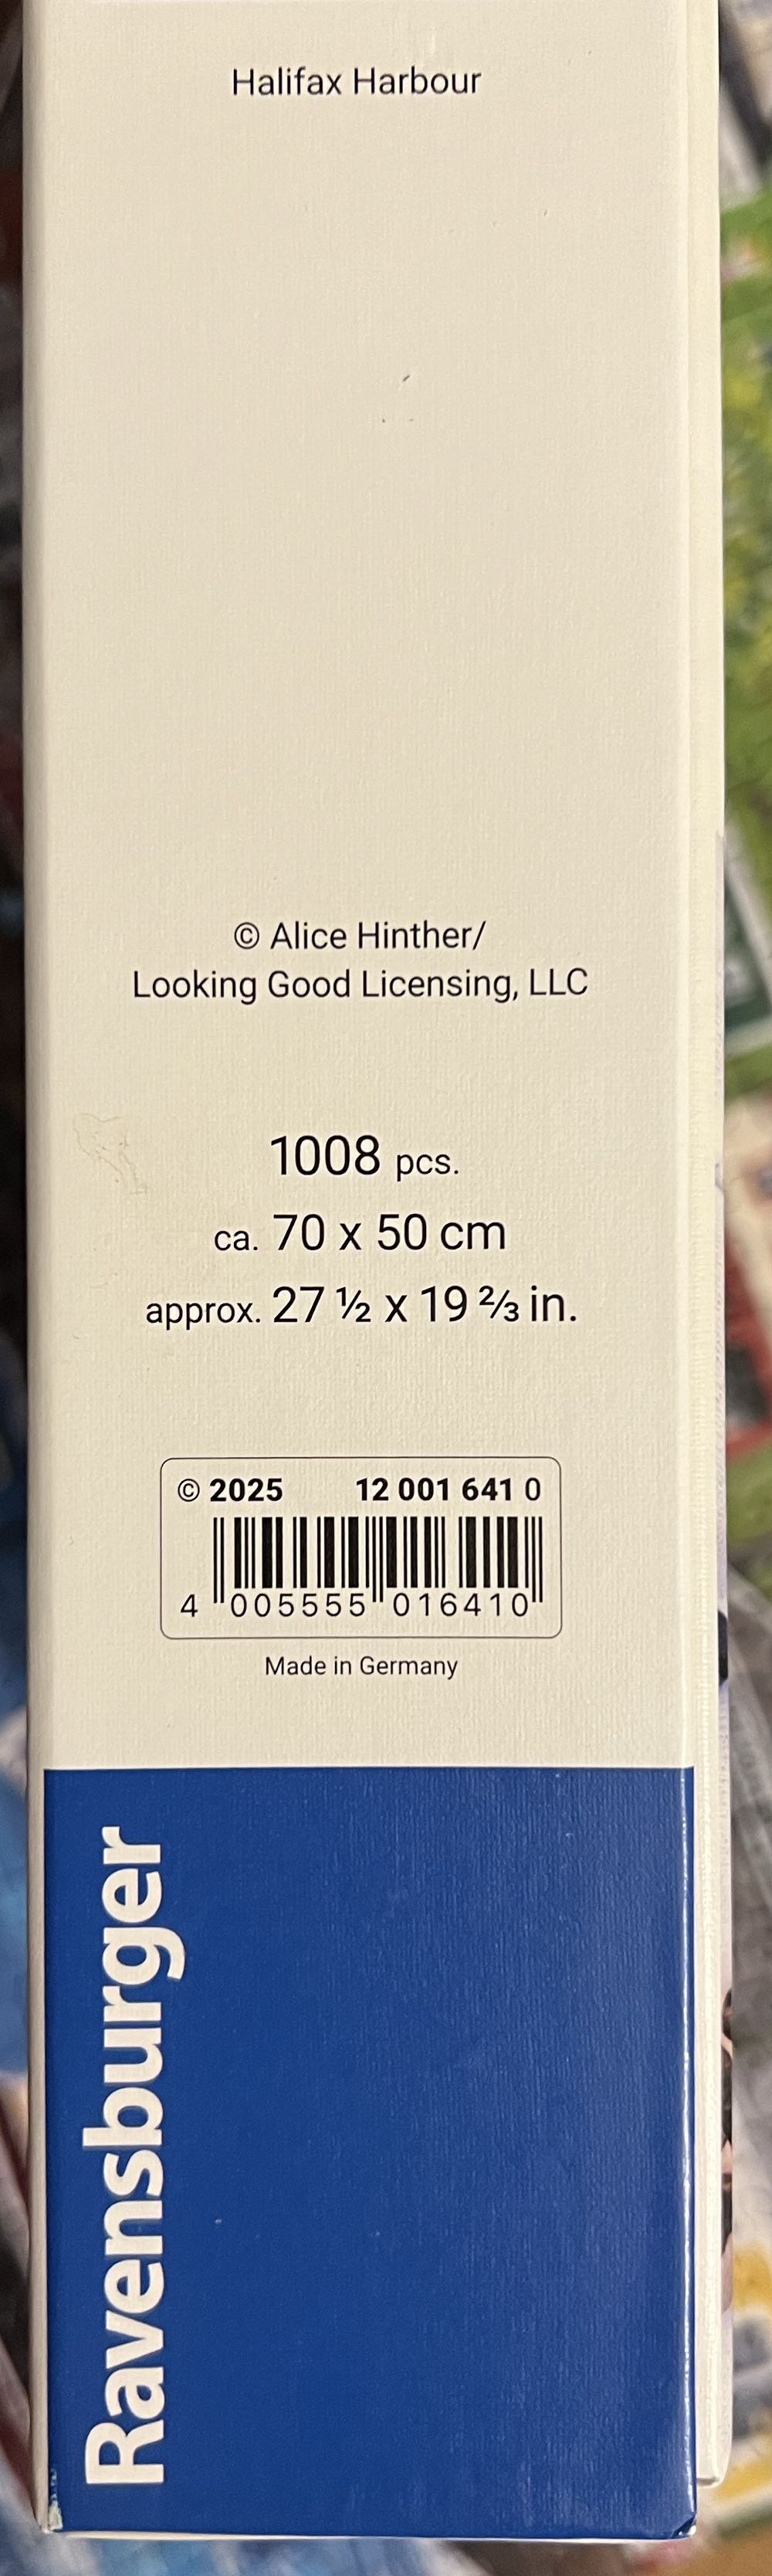 Halifax Harbour
© Alice Hinther/
Looking Good Licensing, LLC
1008 pcs.
ca. 70 x 50 cm
approx. 27 ½ x 19 ⅔ in.
© 2025 12 001 641 0
4 005555 016410
Made in Germany
Ravensburger